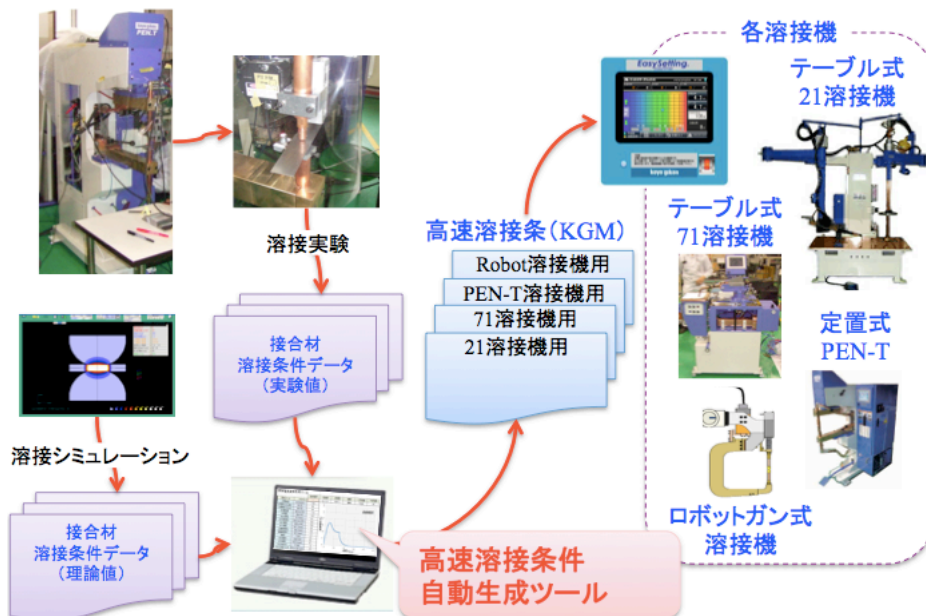 PEN-T
溶接実験
接合材
溶接条件データ
(実験値)
溶接シミュレーション
接合材
溶接条件データ
(理論値)
高速溶接条件
自動生成ツール
高速溶接条(KGM)
Robot溶接機用
PEN-T溶接機用
71溶接機用
21溶接機用
EasySetting
各溶接機
テーブル式
21溶接機
テーブル式
71溶接機
定置式
PEN-T
ロボットガン式
溶接機